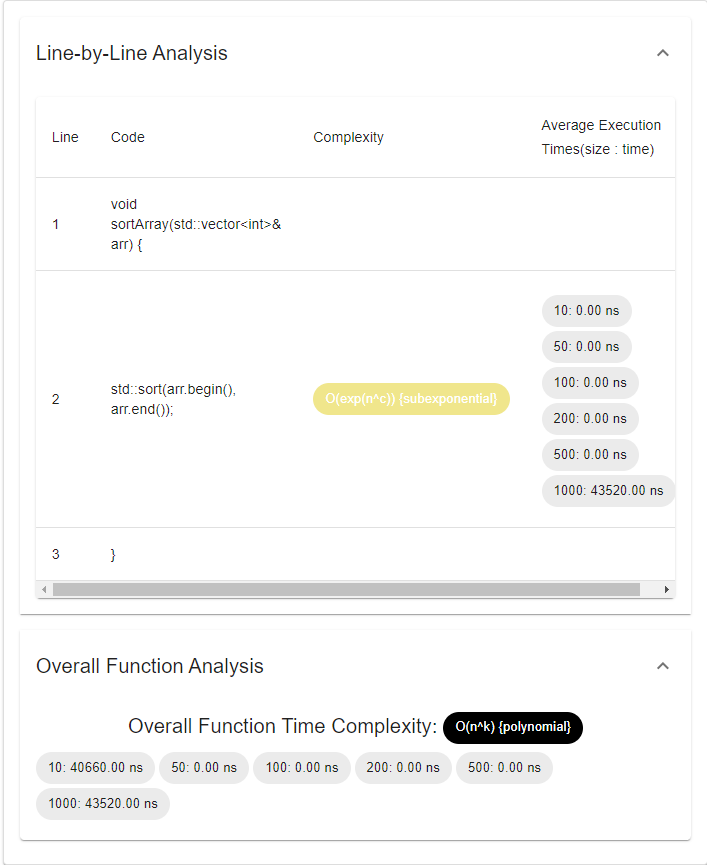 Line-by-Line Analysis
Line Code Complexity Average Execution
Times(size : time)
1 void
sortArray(std::vector<int>&
arr) {
10: 0.00 ns
50: 0.00 ns
100: 0.00 ns
2 std::sort(arr.begin(),
arr.end()); O(exp(n^c)) {subexponential}
200: 0.00 ns
500: 0.00 ns
1000: 43520.00 ns
3 }
Overall Function Analysis
Overall Function Time Complexity: O(n^k) {polynomial}
10: 40660.00 ns 50: 0.00 ns 100: 0.00 ns 200: 0.00 ns 500: 0.00 ns
1000: 43520.00 ns